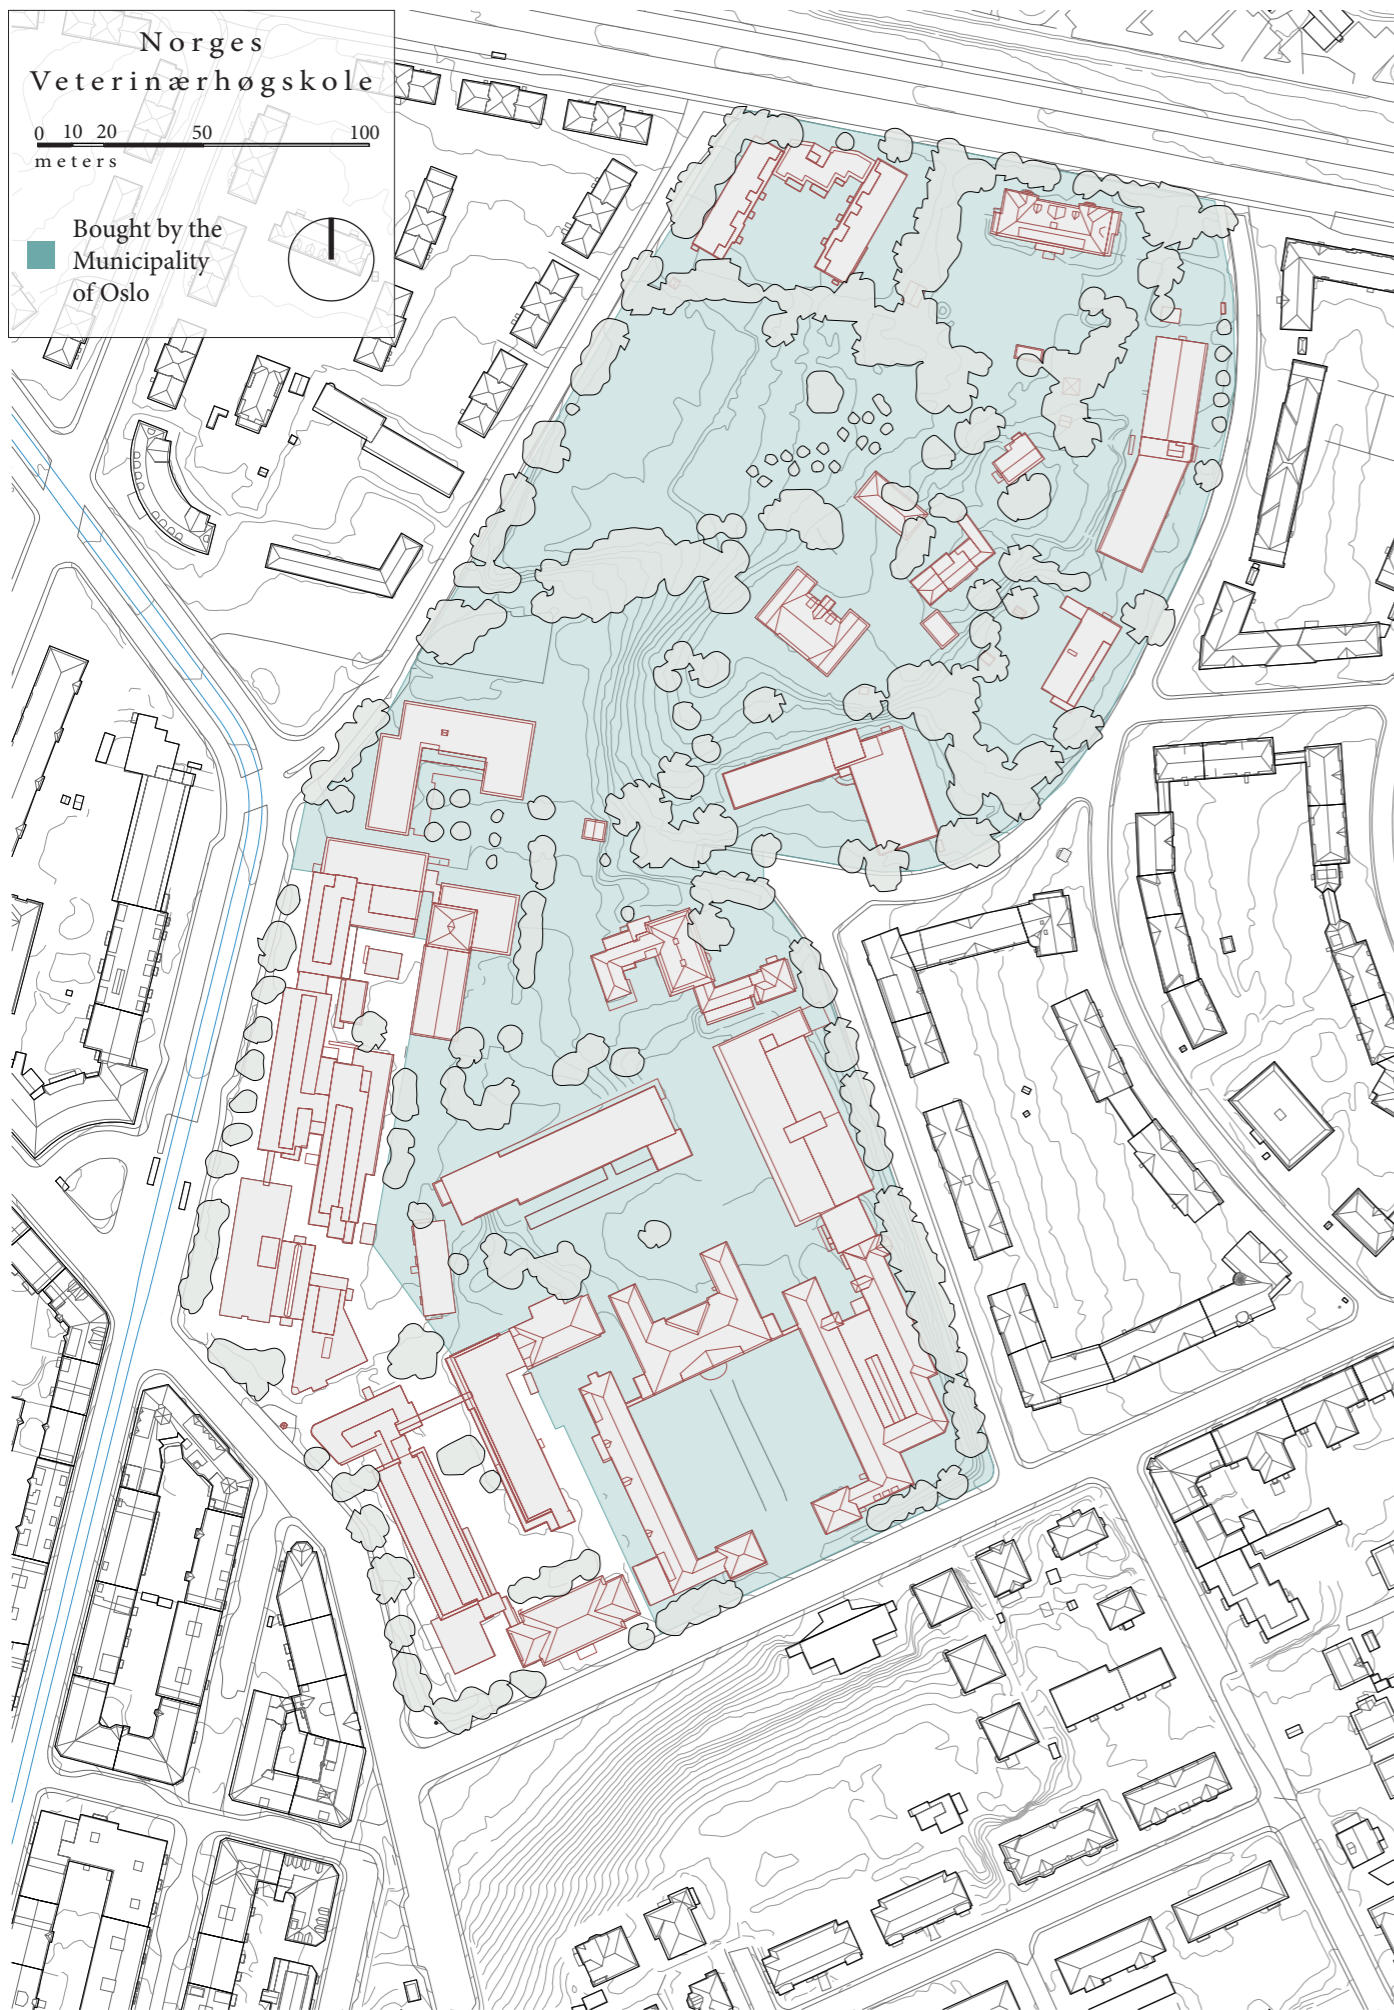 Norges
Veterinærhøgskole
0 10 20 50 100
meters
Bought by the
Municipality
of Oslo